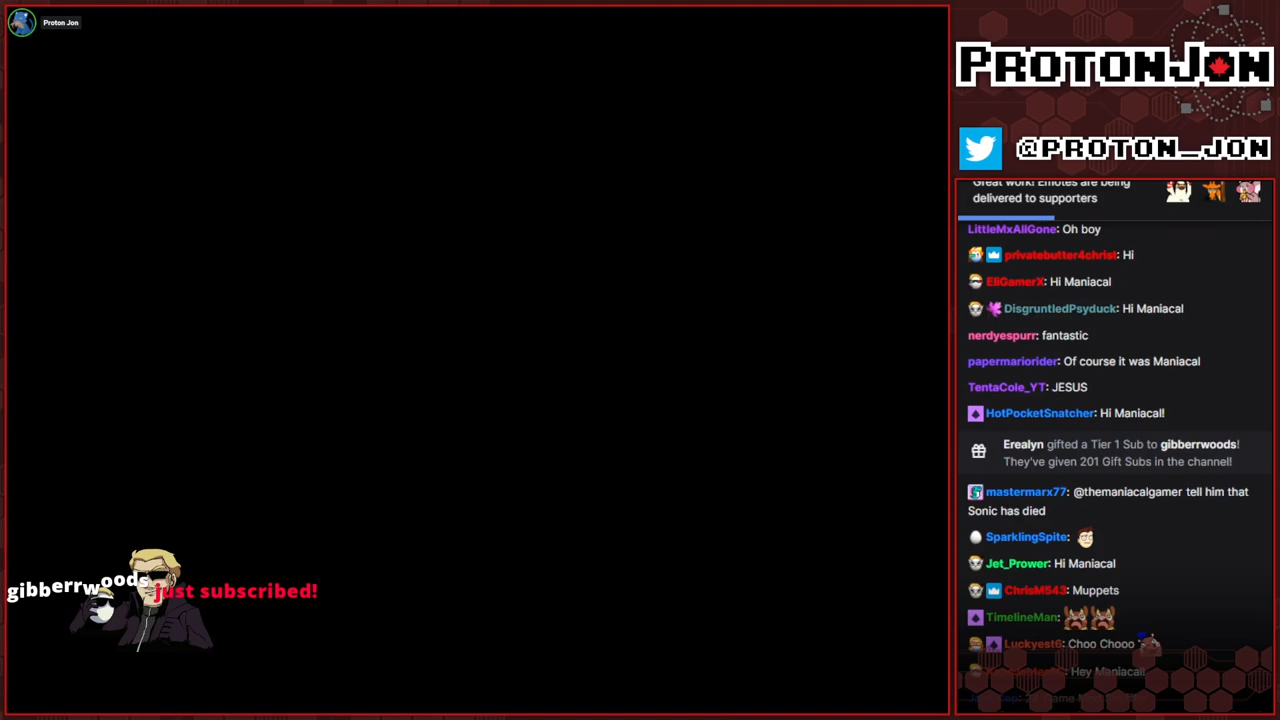 Proton Jon
PROTONJON
@PROTON_JON
Great work! Emotes are being
delivered to supporters
LittleMxAllGone: Oh boy
privatebutter4christ: Hi
EliGamerX: Hi Maniacal
DisgruntledPsyduck: Hi Maniacal
nerdyespurr: fantastic
papermariorider: Of course it was Maniacal
TentaCole_YT: JESUS
HotPocketSnatcher: Hi Maniacal!
Erealyn gifted a Tier 1 Sub to gibberrwoods!
They've given 201 Gift Subs in the channel!
mastermarx77: @themaniacalgamer tell him that
Sonic has died
SparklingSpite:
Jet_Prower: Hi Maniacal
ChrisM543: Muppets
TimelineMan:
Luckyest6: Choo Chooo
Hey Maniacal!
gibberrwoods just subscribed!